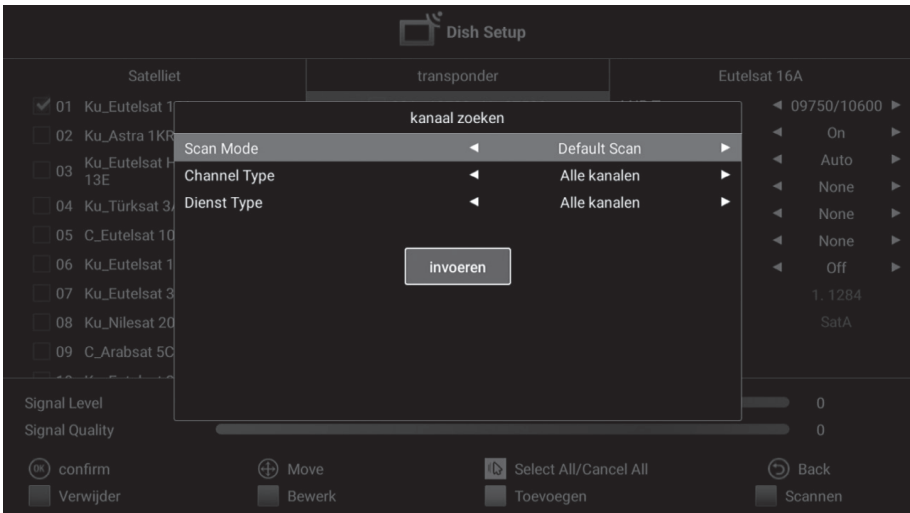 Dish Setup
Satelliet
transponder
Eutelsat 16A
01 Ku_Eutelsat 1
09750/10600
kanaal zoeken
02 Ku_Astra 1KR
On
Scan Mode
Default Scan
03 Ku_Eutelsat H
13E
Auto
Channel Type
Alle kanalen
None
Dienst Type
Alle kanalen
04 Ku_Türksat 3A
None
05 C_Eutelsat 10
None
06 Ku_Eutelsat 1
invoeren
Off
07 Ku_Eutelsat 3
1. 1284
08 Ku_Nilesat 20
SatA
09 C_Arabsat 5C
Signal Level
0
Signal Quality
0
OK confirm
Move
Select All/Cancel All
Back
Verwijder
Bewerk
Toevoegen
Scannen